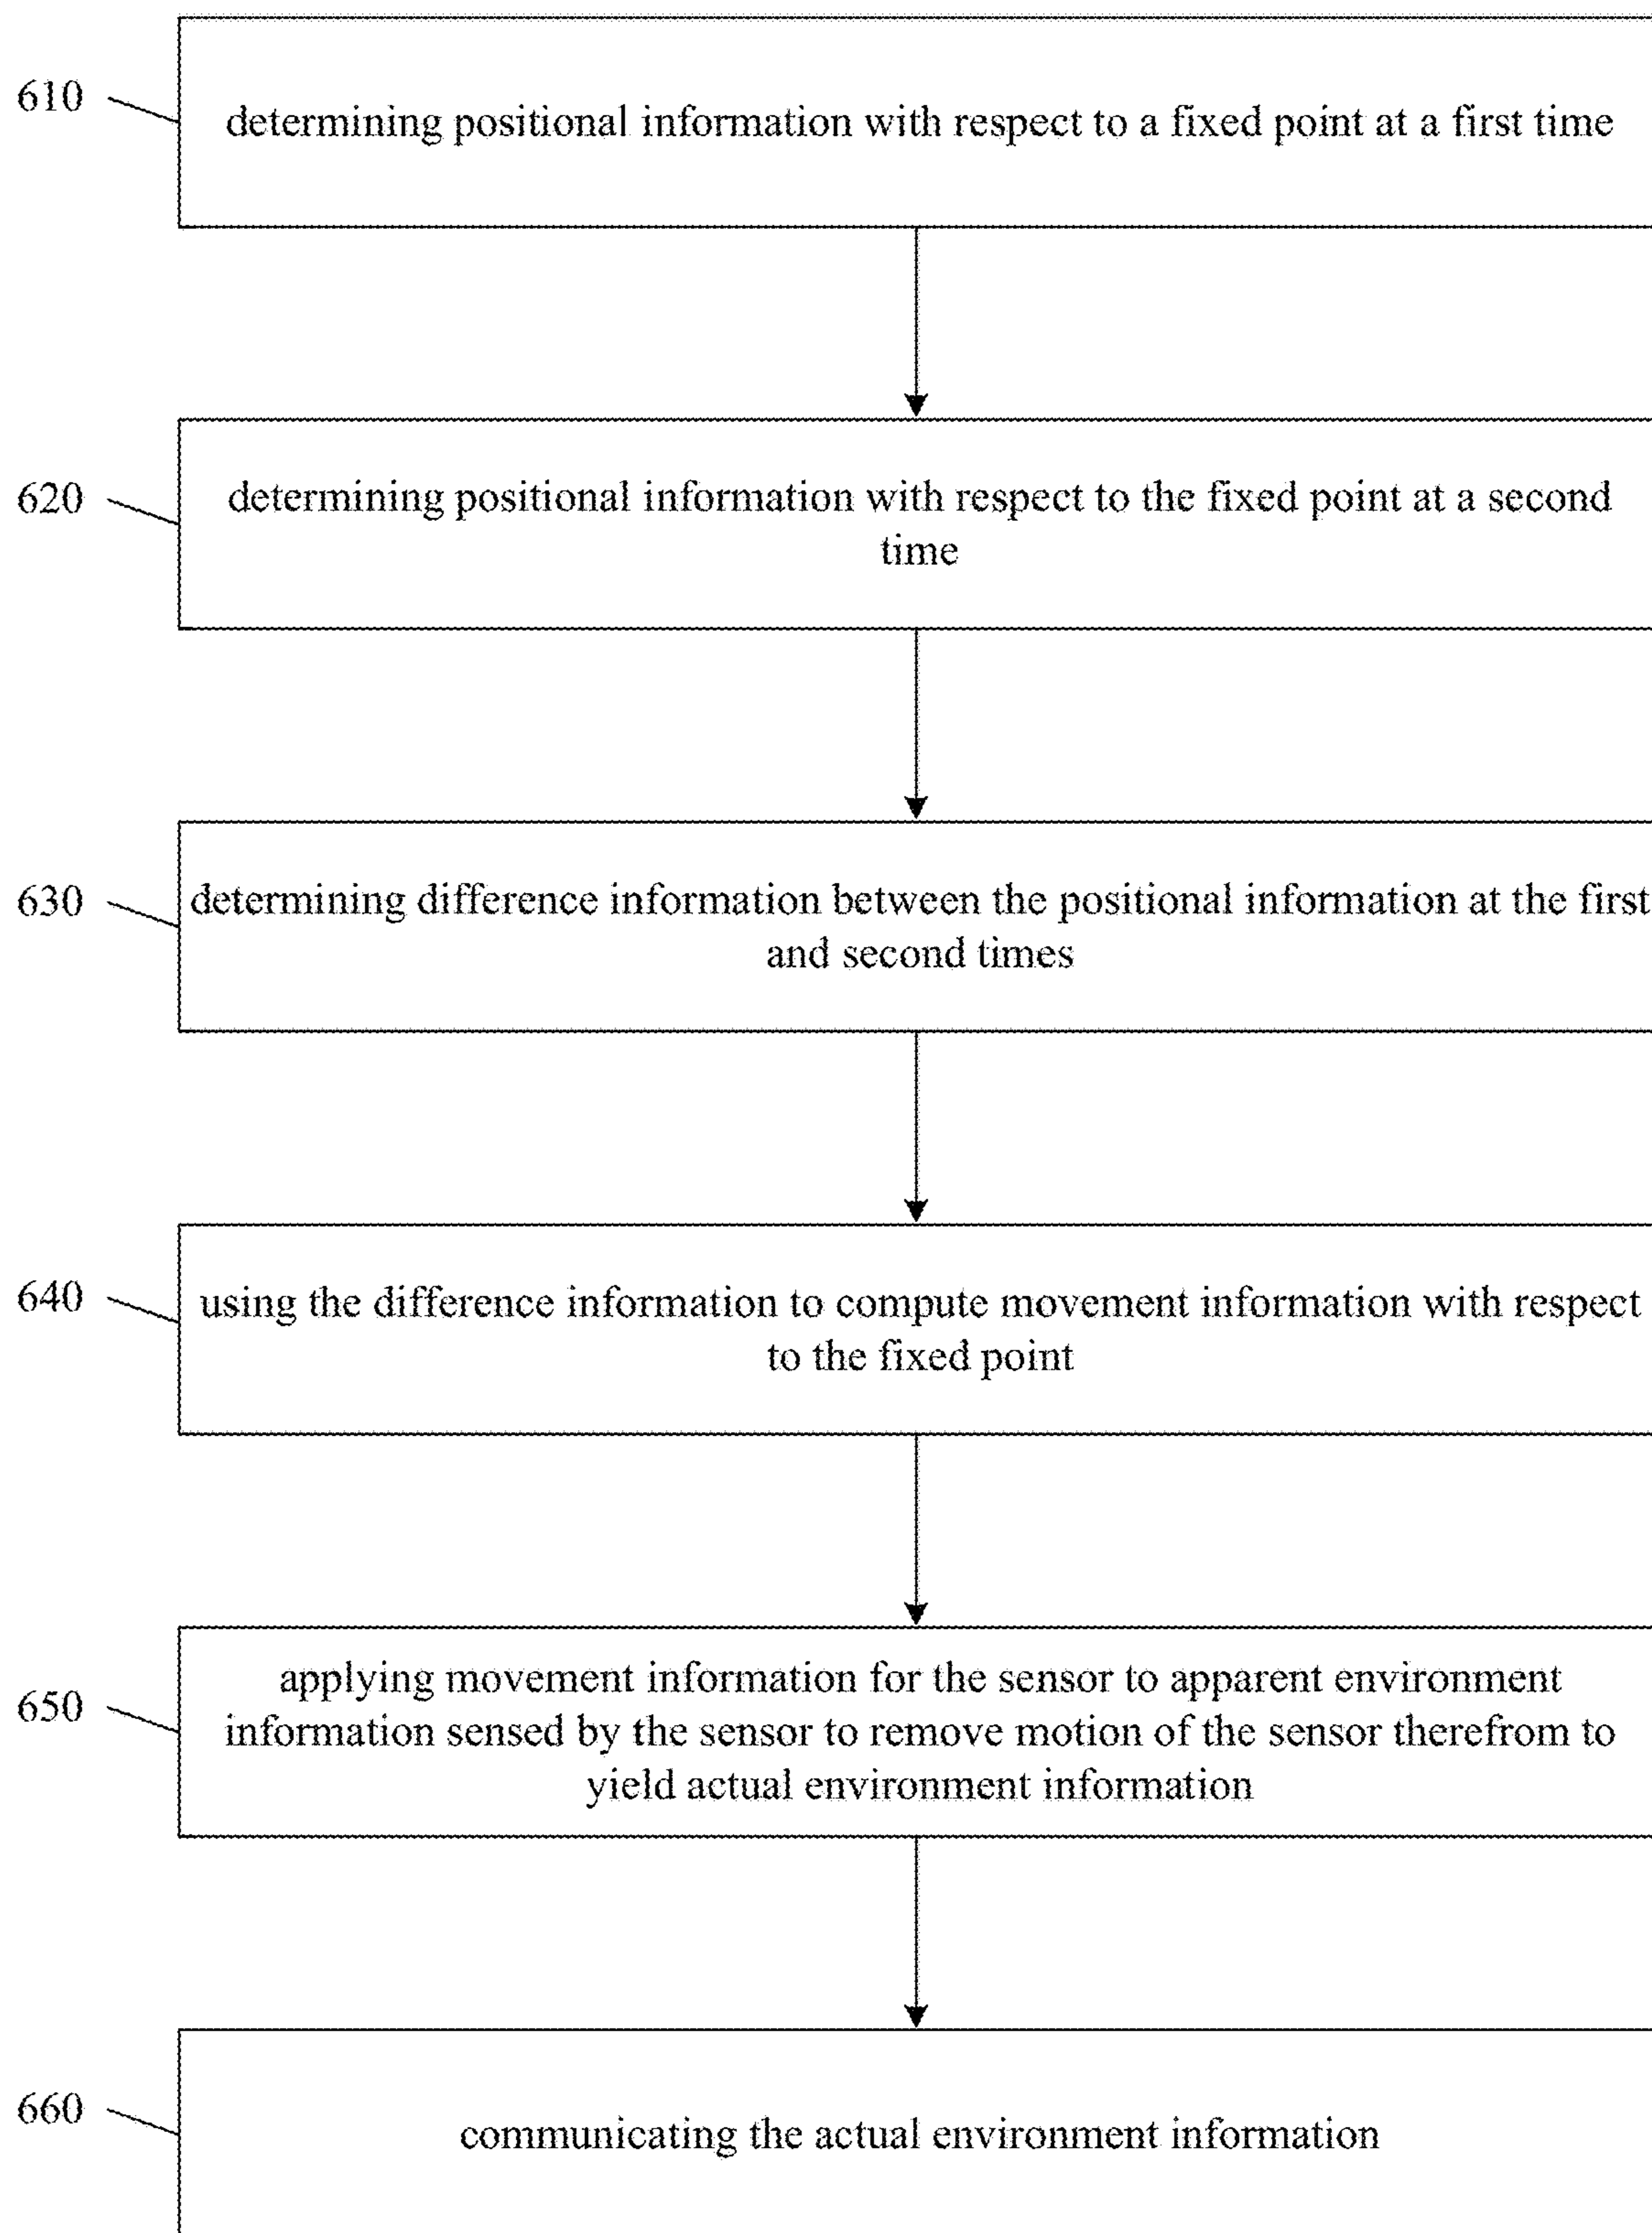 610
determining positional information with respect to a fixed point at a first time
620
determining positional information with respect to the fixed point at a second
time
630
determining difference information between the positional information at the first
and second times
640
using the difference information to compute movement information with respect
to the fixed point
650
applying movement information for the sensor to apparent environment
information sensed by the sensor to remove motion of the sensor therefrom to
yield actual environment information
660
communicating the actual environment information